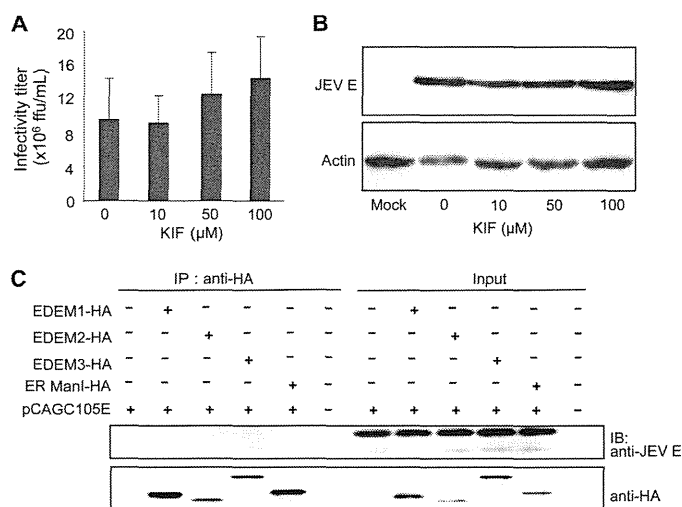 A
Infectivity titer
(x10⁶ ffu/mL)
20
16
12
8
4
0
0 10 50 100
KIF (µM)
B
JEV E
Actin
Mock 0 10 50 100
KIF (µM)
C
IP : anti-HA Input
EDEM1-HA - + - - - - - + - - - -
EDEM2-HA - - + - - - - - + - - -
EDEM3-HA - - - + - - - - - + - -
ER ManI-HA - - - - + - - - - - + -
pCAGC105E + + + + + - + + + + + -
IB:
anti-JEV E
anti-HA